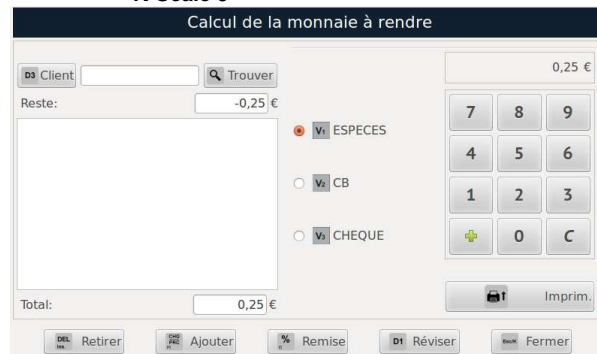 Calcul de la monnaie à rendre
D3 Client Trouver
0,25 €
Reste: -0,25 €
V1 ESPECES
V2 CB
V3 CHEQUE
7 8 9
4 5 6
1 2 3
0 C
Imprim.
Total: 0,25 €
DEL Retirer
Ajouter
% Remise
D1 Réviser
Fermer